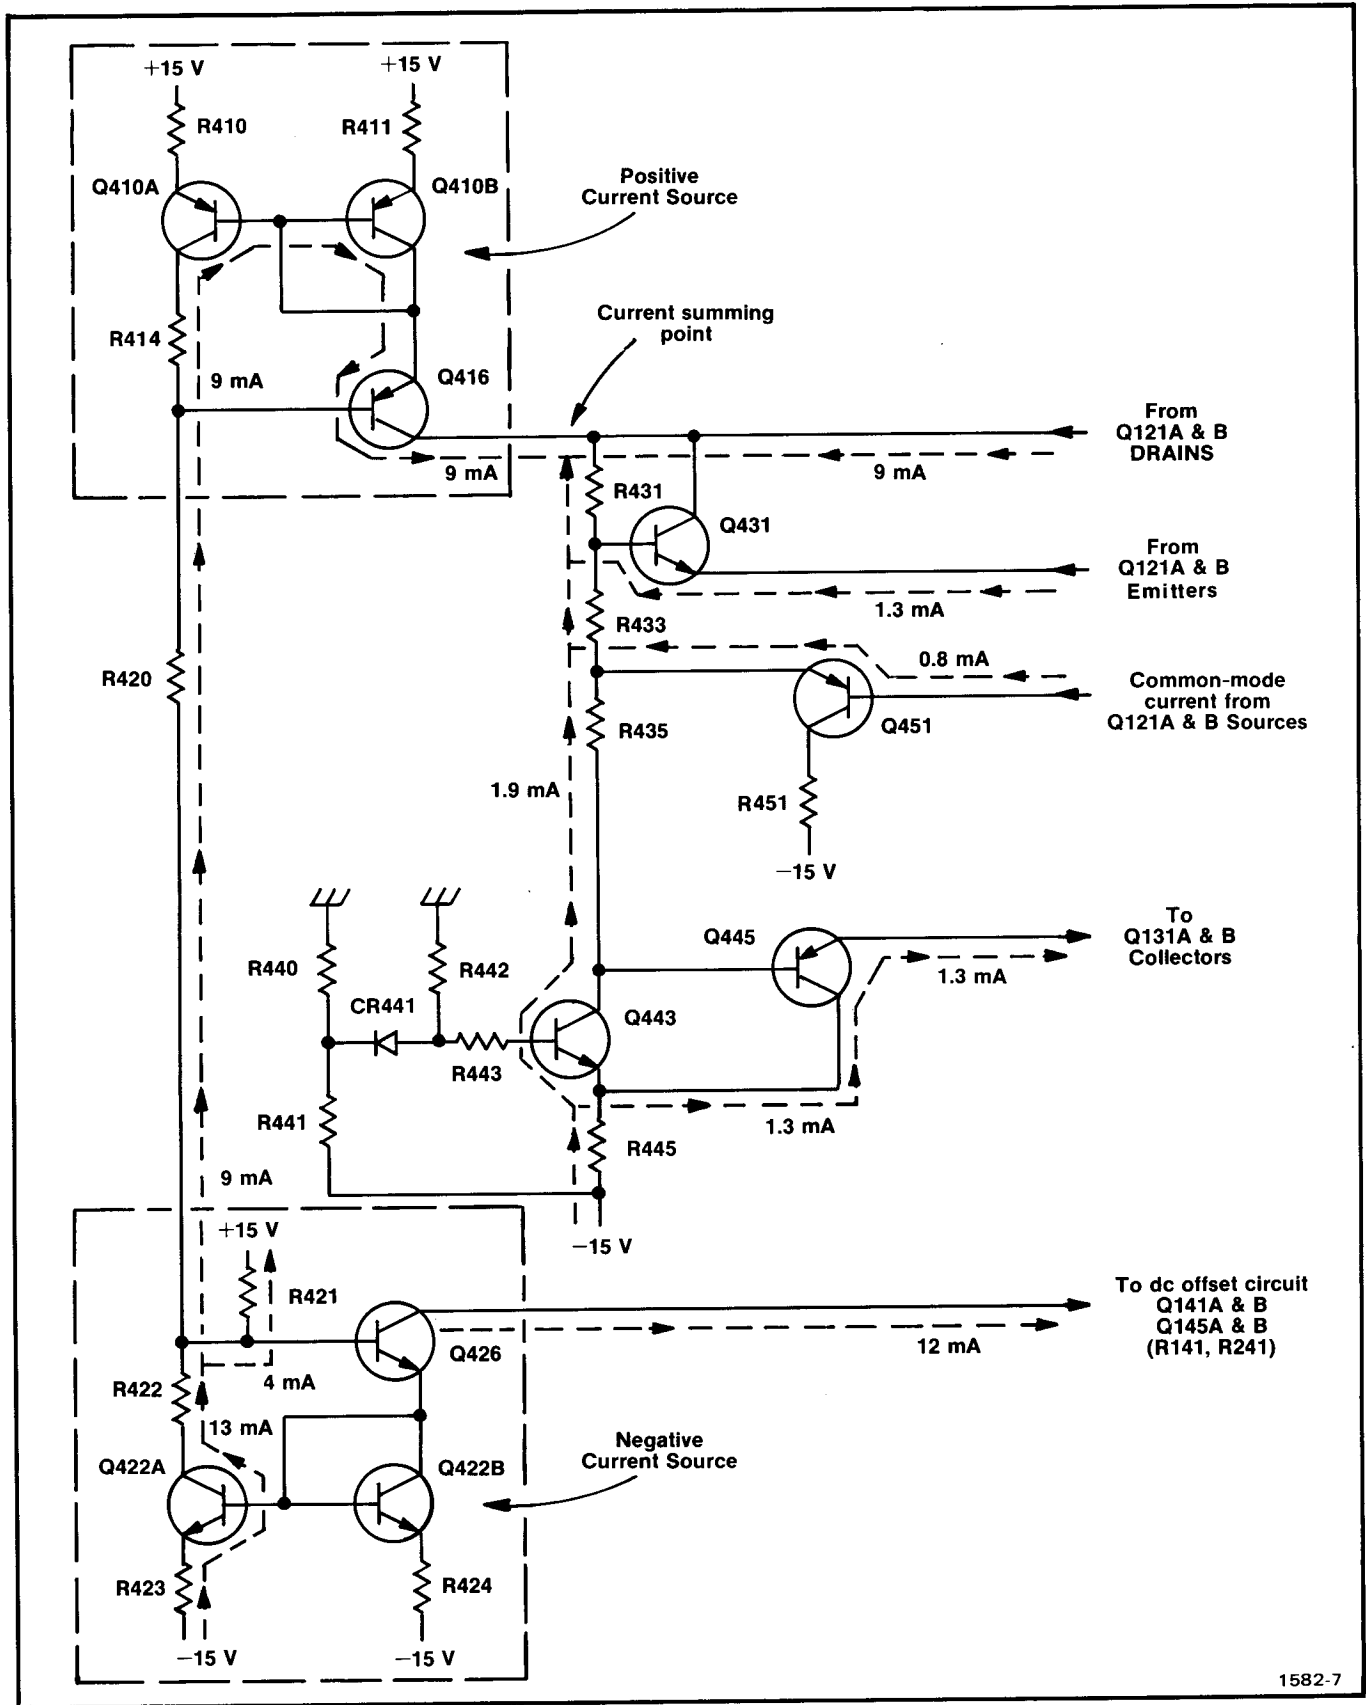 +15 V
+15 V
R410
R411
Q410A
Q410B
Positive
Current Source
R414
9 mA
Q416
Current summing
point
9 mA
From
Q121A & B
DRAINS
9 mA
R431
Q431
From
Q121A & B
Emitters
1.3 mA
R433
0.8 mA
R420
Common-mode
current from
Q121A & B Sources
Q451
R435
1.9 mA
R451
−15 V
To
Q131A & B
Collectors
Q445
1.3 mA
R440
R442
CR441
Q443
R443
R441
1.3 mA
R445
9 mA
−15 V
+15 V
R421
To dc offset circuit
Q141A & B
Q145A & B
(R141, R241)
Q426
12 mA
R422
4 mA
13 mA
Q422A
Q422B
Negative
Current Source
R423
R424
−15 V
−15 V
1582-7